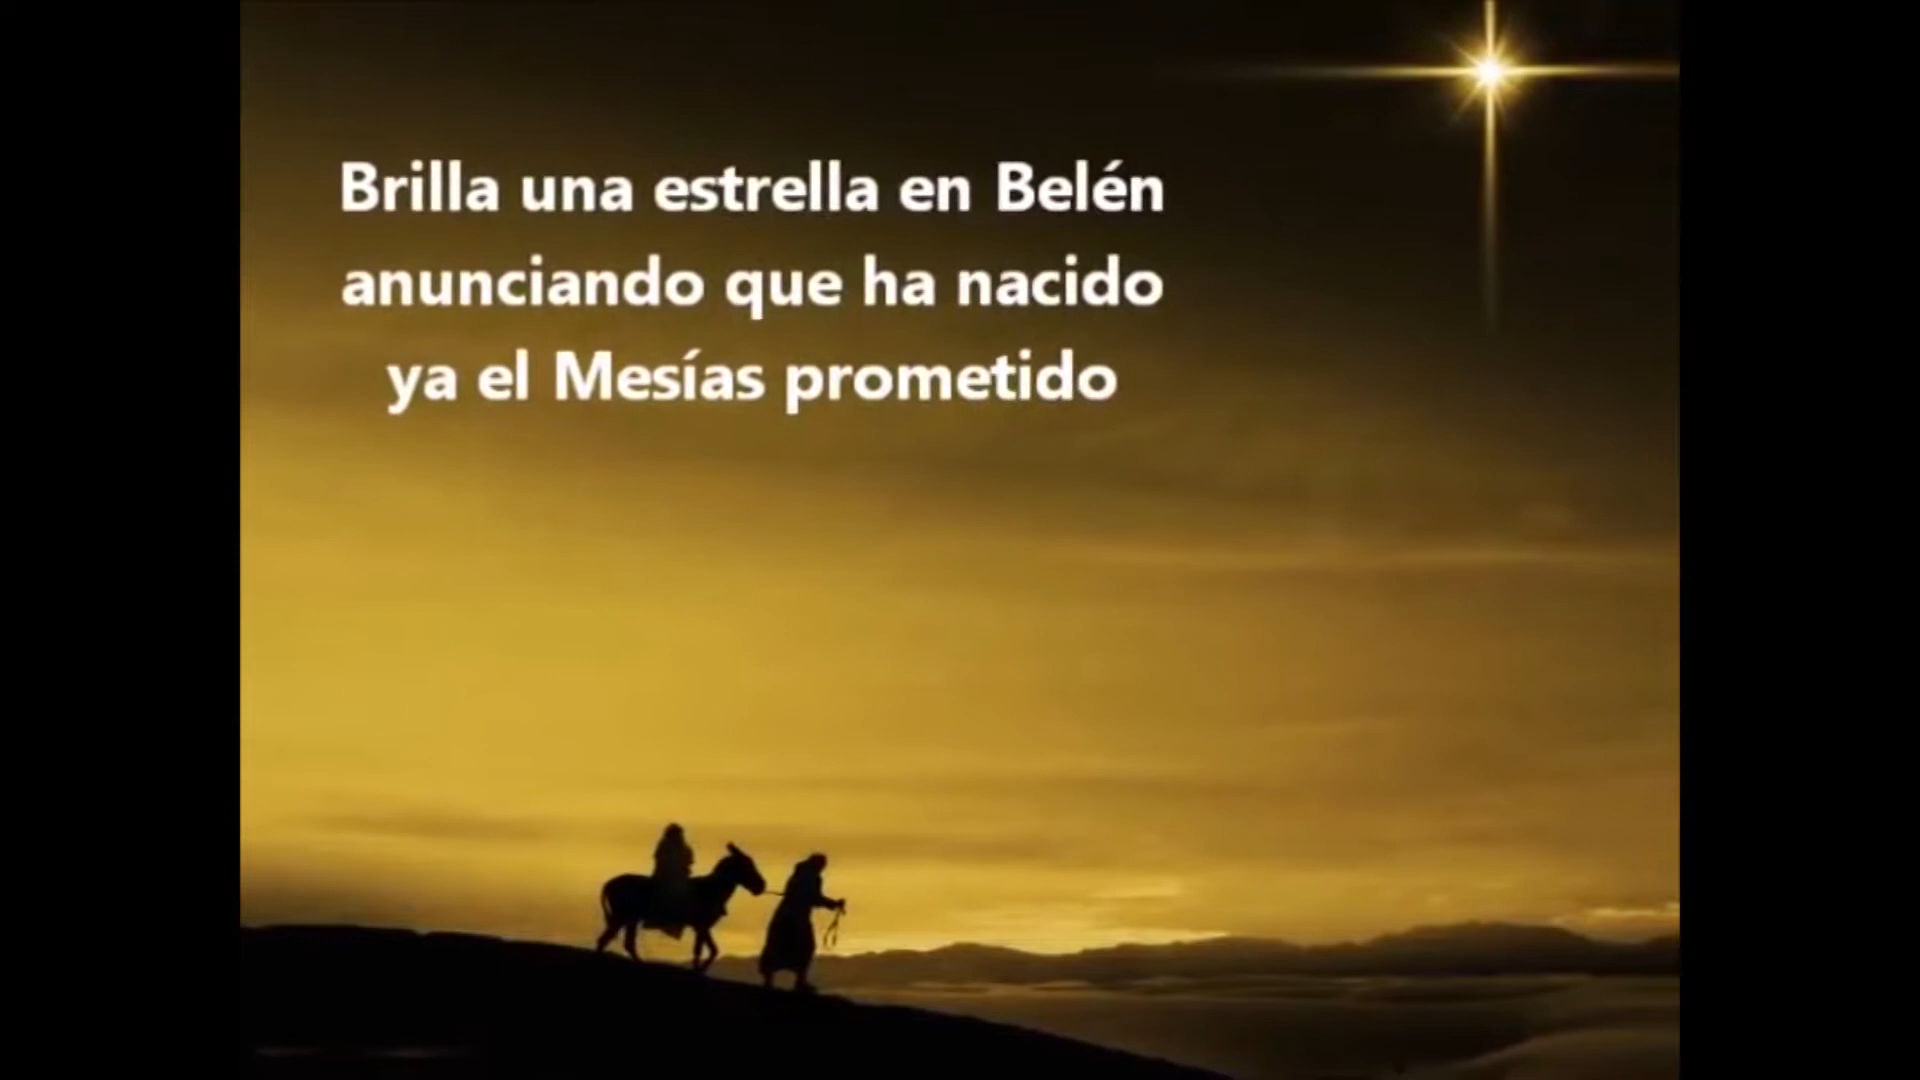 Brilla una estrella en Belén
anunciando que ha nacido
ya el Mesías prometido